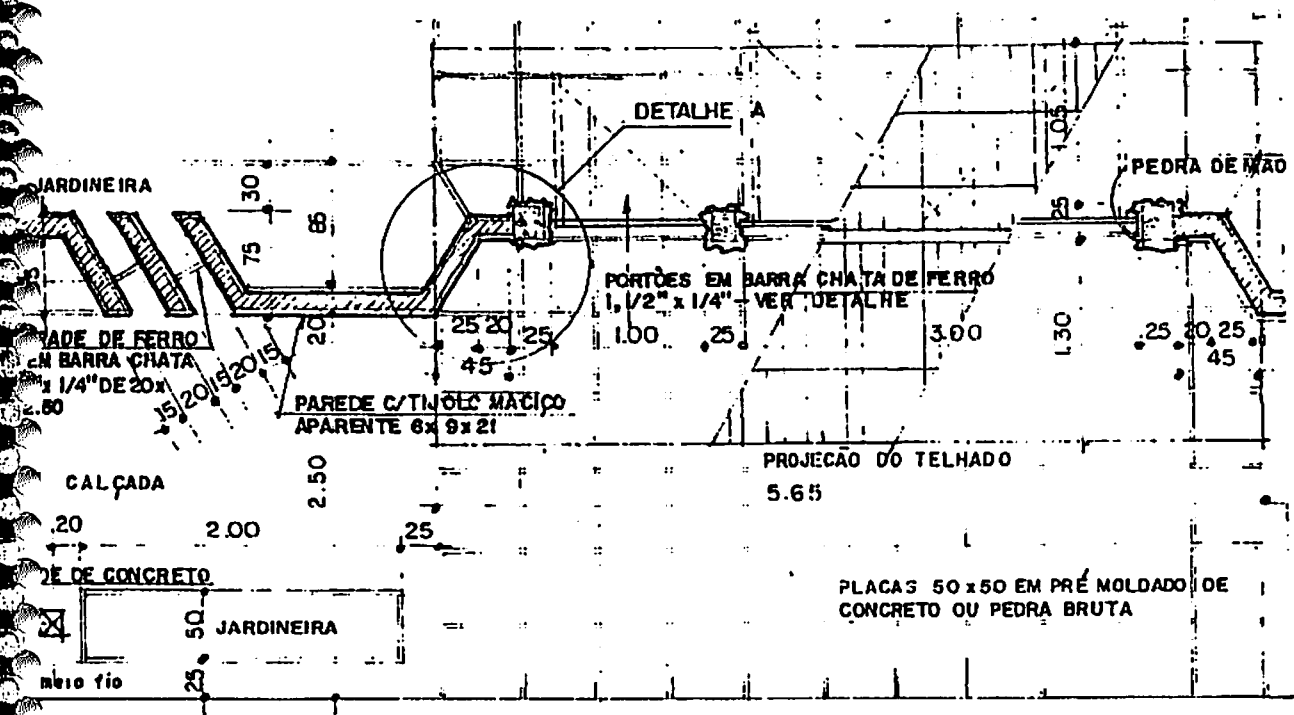 DETALHE A
1.05
PEDRA DE MÃO
JARDINEIRA
30
85
75
25
PORTÕES EM BARRA CHATA DE FERRO
1,1/2" x 1/4" - VER DETALHE
DE FERRO
EM BARRA CHATA
x 1/4" DE 20x
20
25 20 25
45
1.00
25
3.00
1.30
25 20 25
45
15 20 15 20 15
PAREDE C/TIJOLO MACIÇO
APARENTE 6x 9x 21
PROJECÃO DO TELHADO
5.65
CALÇADA
2.50
.20
2.00
25
DE CONCRETO
50
JARDINEIRA
PLACAS 50x50 EM PRÉ MOLDADO DE
CONCRETO OU PEDRA BRUTA
meio fio
25